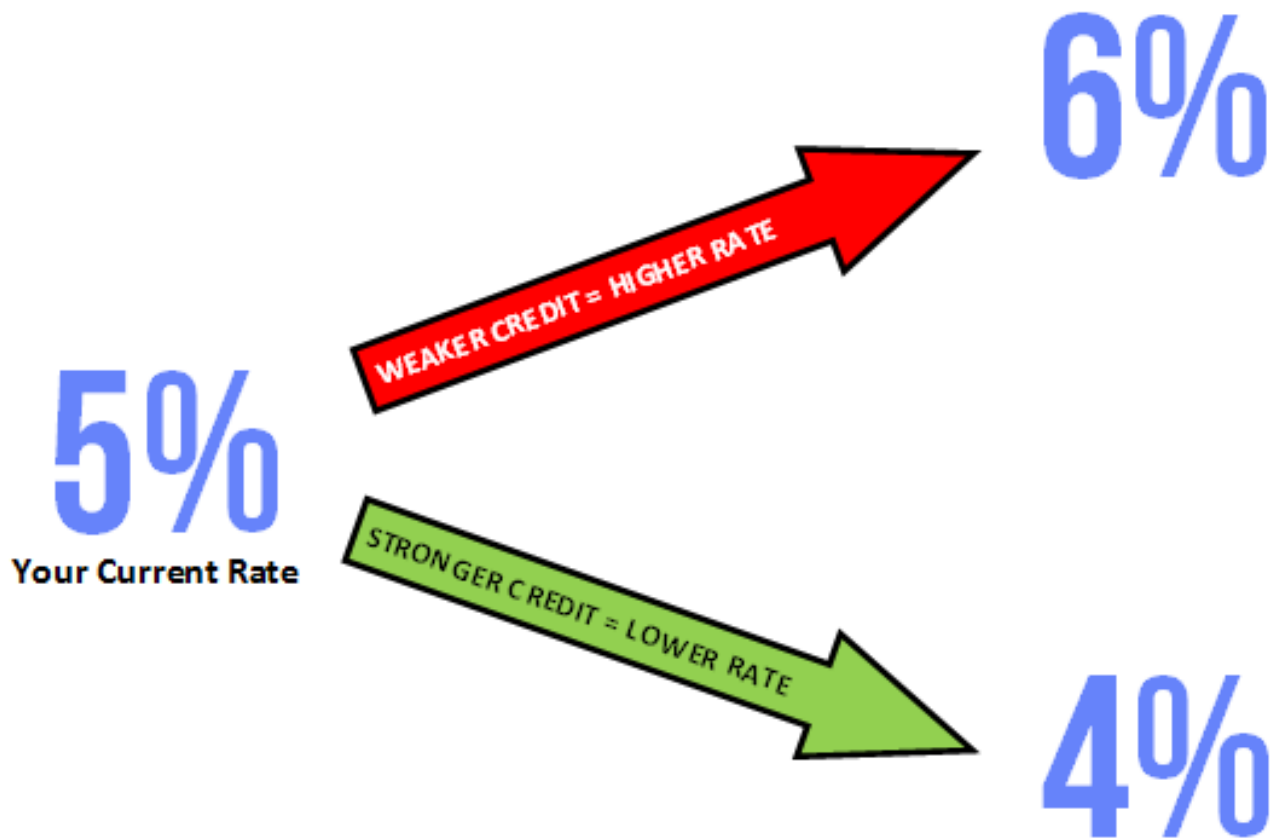 6%
WEAKER CREDIT = HIGHER RATE
5%
Your Current Rate
STRONGER CREDIT = LOWER RATE
4%